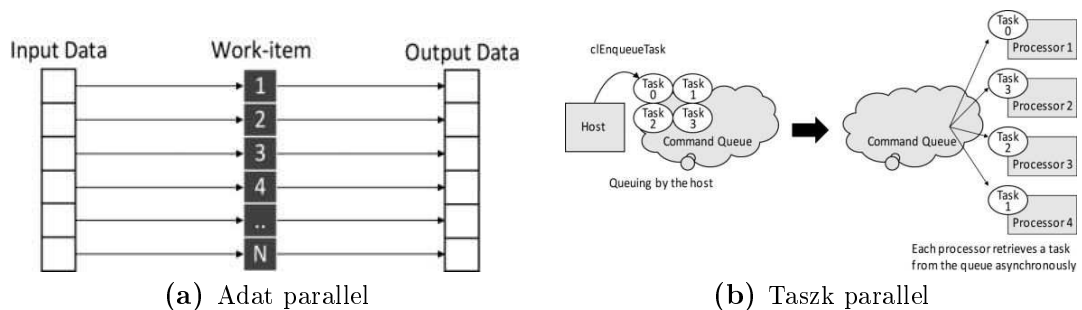 Input Data
Work-item
Output Data
1
2
3
4
..
N
(a) Adat parallel
clEnqueueTask
Host
Task
0
Task
1
Task
2
Task
3
Command Queue
Queuing by the host
Command Queue
Task
0
Processor 1
Task
3
Processor 2
Task
2
Processor 3
Task
1
Processor 4
Each processor retrieves a task
from the queue asynchronously
(b) Taszk parallel